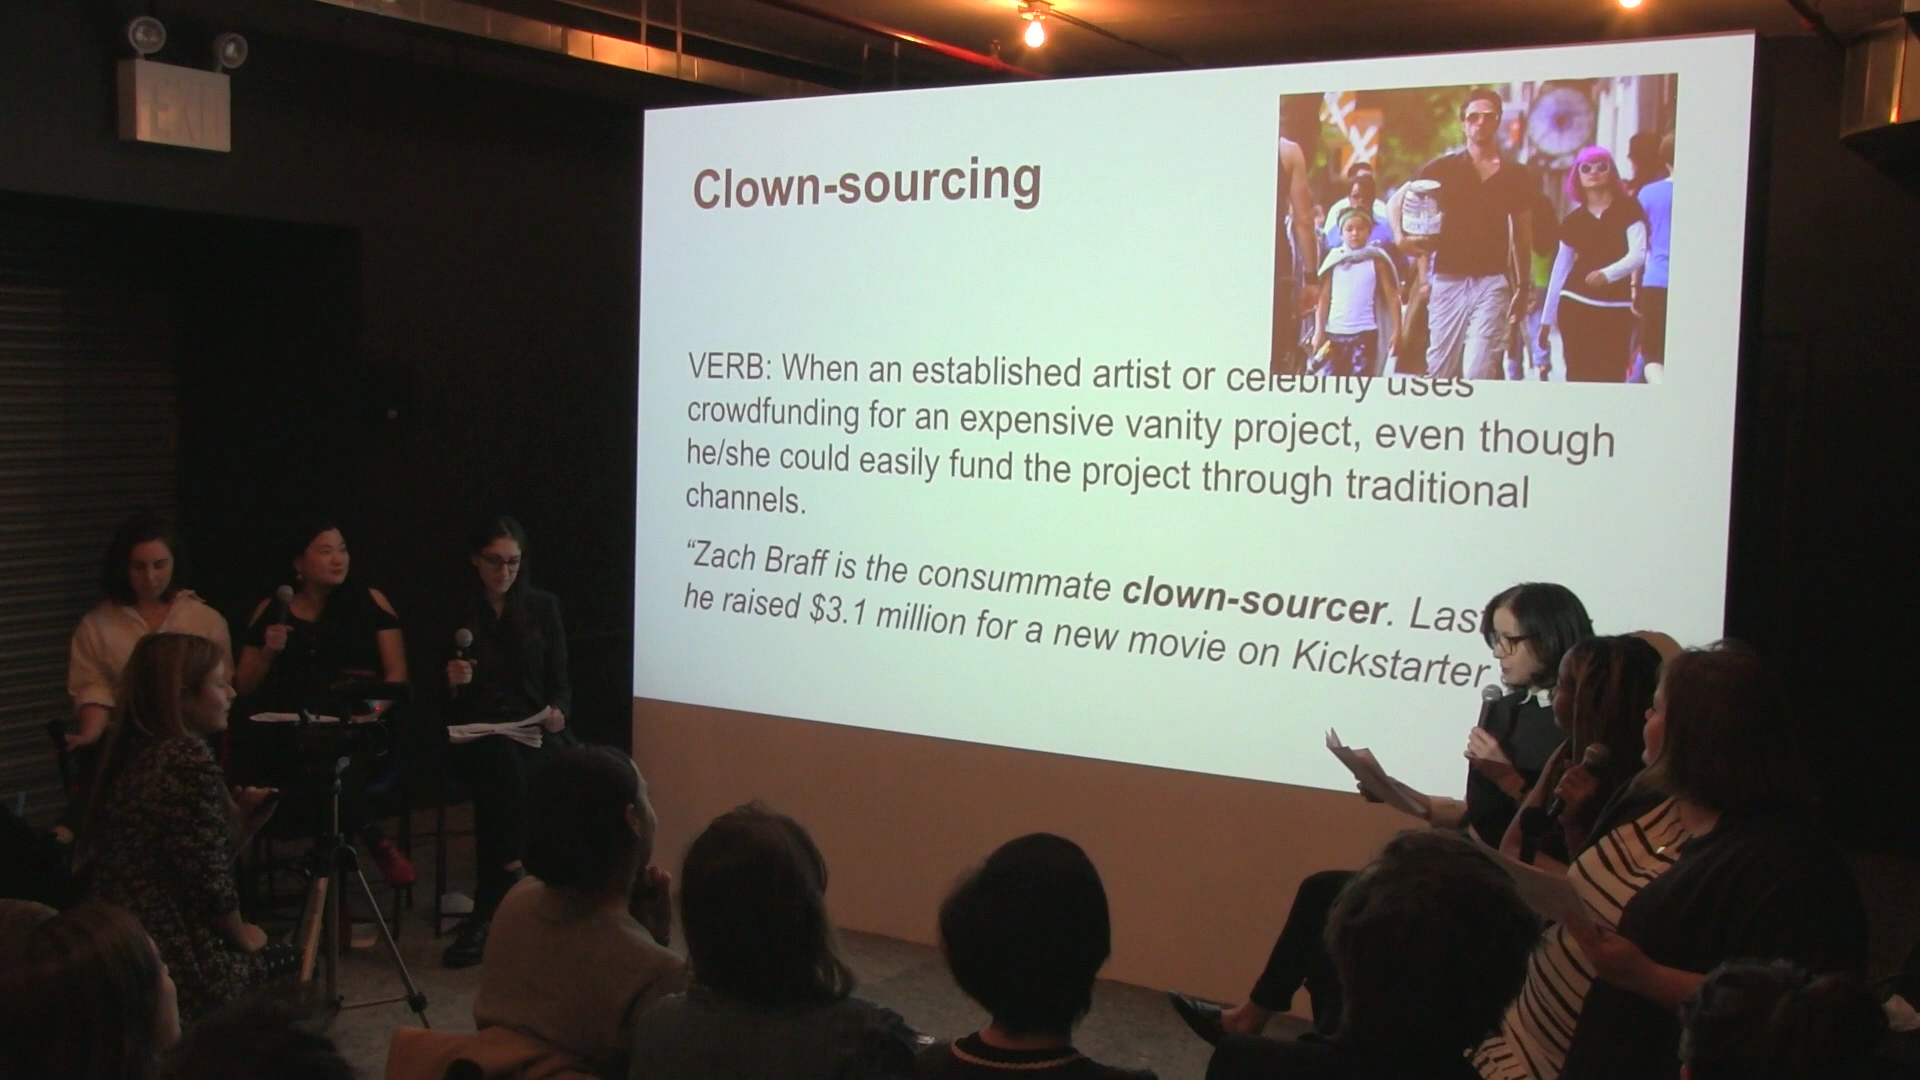 EXIT
Clown-sourcing
VERB: When an established artist or celebrity uses
crowdfunding for an expensive vanity project, even though
he/she could easily fund the project through traditional
channels.
“Zach Braff is the consummate clown-sourcer. Las
he raised $3.1 million for a new movie on Kickstarter